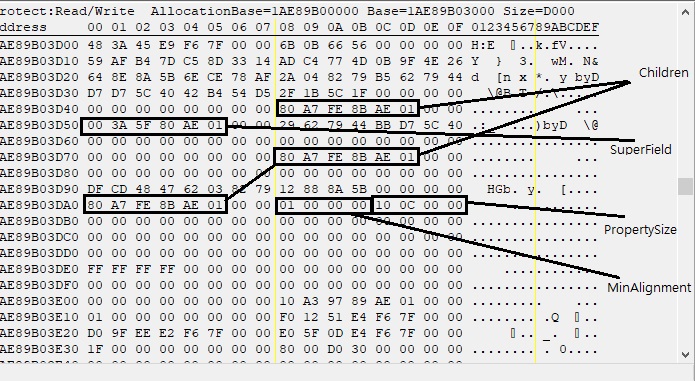 rotect:Read/Write AllocationBase=1AE89B00000 Base=1AE89B03000 Size=D000
ddress 00 01 02 03 04 05 06 07 08 09 0A 0B 0C 0D 0E 0F 0123456789ABCDEF
AE89B03D00 48 3A 45 E9 F6 7F 00 00 6B 0B 66 56 00 00 00 00 H:E ▯..k.fV....
AE89B03D10 59 AF B4 7D C5 8D 33 14 AD C4 77 4D 0B 9F 4E 26 Y } 3. wM. N&
AE89B03D20 64 8E 8A 5B 6E CE 78 AF 2A 04 82 79 B5 62 79 44 d [n x *. y byD
AE89B03D30 D7 D7 5C 40 42 B4 54 D5 2F 1B 5C 1F 00 00 00 00 \@B T /.\.....
AE89B03D40 00 00 00 00 00 00 00 00 80 A7 FE 8B AE 01 00 00
AE89B03D50 00 3A 5F 80 AE 01 00 00 29 62 79 44 BB D7 5C 40 ...)byD \@
AE89B03D60 00 00 00 00 00 00 00 00 00 00 00 00 00 00 00 00 ................
AE89B03D70 00 00 00 00 00 00 00 00 80 A7 FE 8B AE 01 00 00
AE89B03D80 00 00 00 00 00 00 00 00 00 00 00 00 00 00 00 00 ................
AE89B03D90 DF CD 48 47 62 03 79 12 88 8A 5B 00 00 00 00 HGb. y. [....
AE89B03DA0 80 A7 FE 8B AE 01 00 00 01 00 00 00 10 0C 00 00
AE89B03DB0 00 00 00 00 00 00 00 00 00 00 00 00 00 00 00 00 ................
AE89B03DC0 00 00 00 00 00 00 00 00 00 00 00 00 00 00 00 00 ................
AE89B03DD0 00 00 00 00 00 00 00 00 00 00 00 00 00 00 00 00 ................
AE89B03DE0 FF FF FF FF 00 00 00 00 00 00 00 00 00 00 00 00 ............
AE89B03DF0 00 00 00 00 00 00 00 00 00 00 00 00 00 00 00 00 ................
AE89B03E00 00 00 00 00 00 00 00 00 10 A3 97 89 AE 01 00 00
AE89B03E10 00 00 00 00 00 00 00 00 F0 12 51 E4 F6 7F 00 00 ........ .Q ▯..
AE89B03E20 D0 9F EE E2 F6 7F 00 00 E0 5F 0D E4 F6 7F 00 00 ▯.. _. ▯..
AE89B03E30 1F 00 00 00 00 00 00 00 80 00 D0 30 00 00 00 00 ........ . 0....
Children
SuperField
PropertySize
MinAlignment